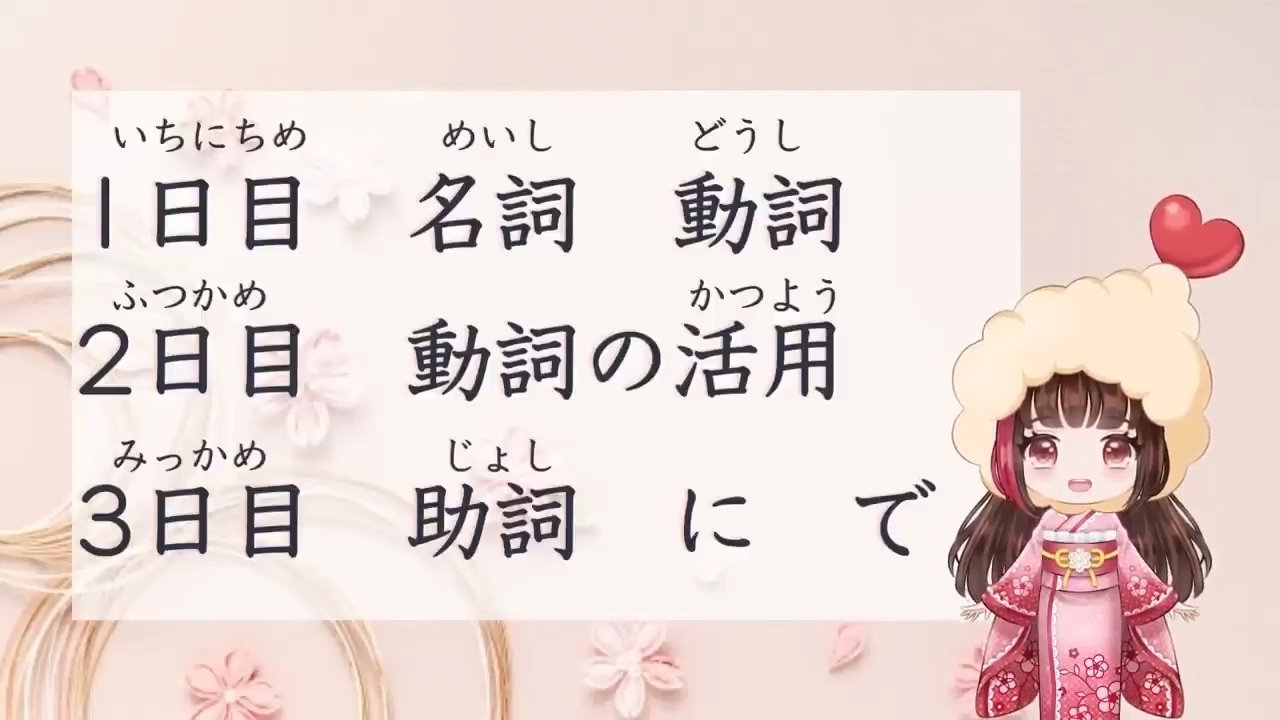 いちにちめ　めいし　どうし
1日目　名詞　動詞
ふつかめ　かつよう
2日目　動詞の活用
みっかめ　じょし
3日目　助詞　に　で